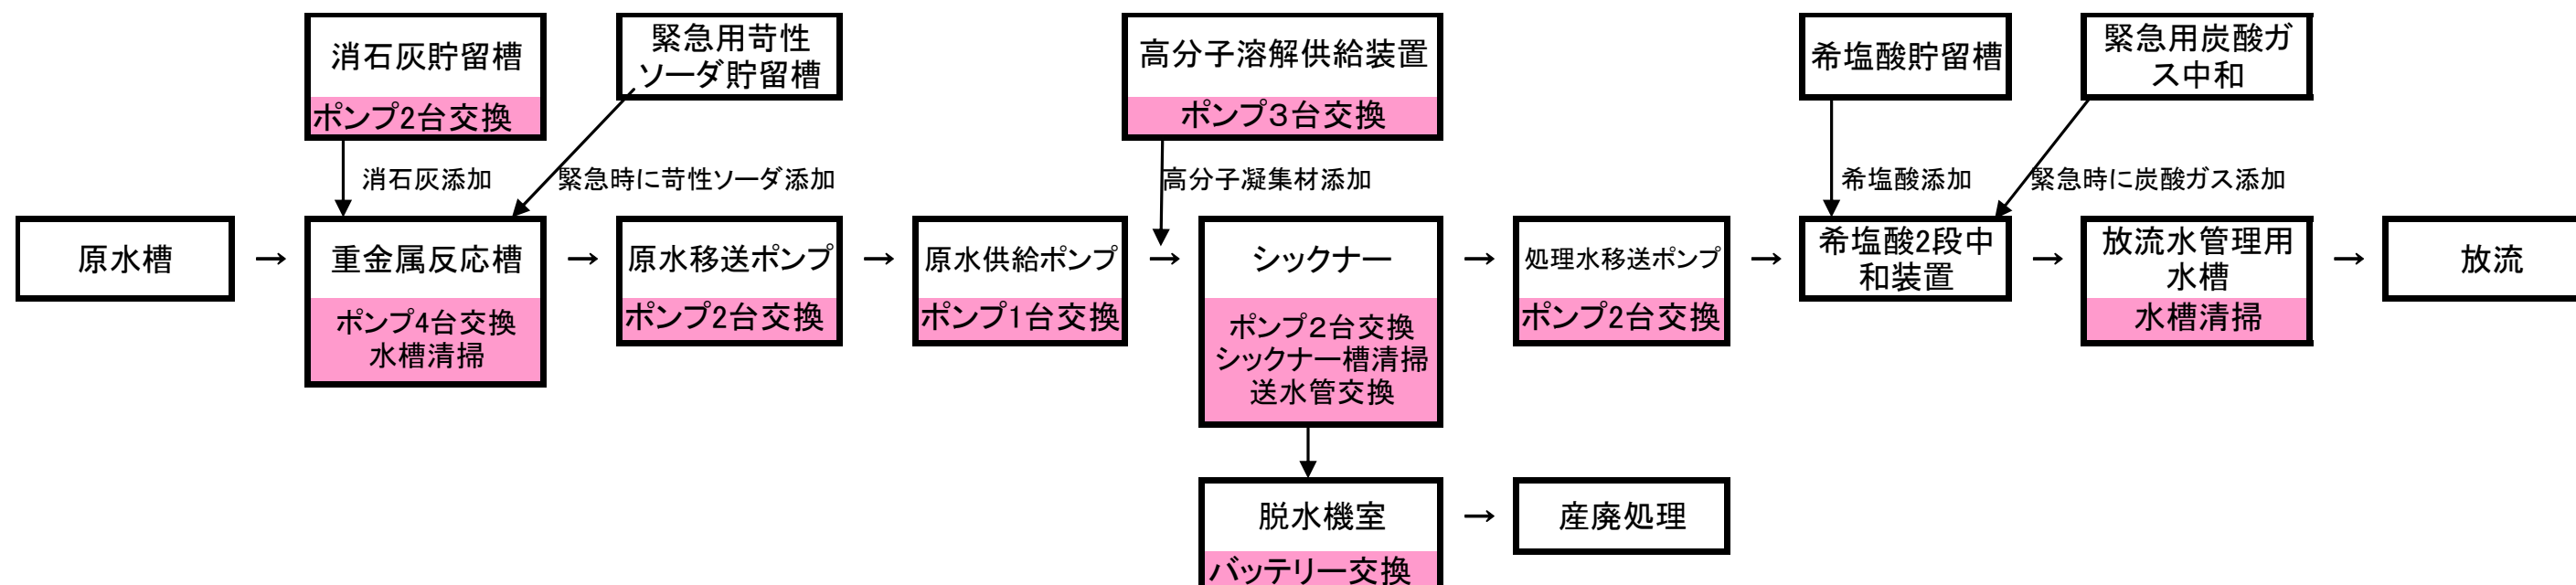 消石灰貯留槽
ポンプ2台交換
緊急用苛性
ソーダ貯留槽
高分子溶解供給装置
ポンプ３台交換
希塩酸貯留槽
緊急用炭酸ガ
ス中和
消石灰添加
緊急時に苛性ソーダ添加
高分子凝集材添加
希塩酸添加
緊急時に炭酸ガス添加
原水槽
→
重金属反応槽
ポンプ4台交換
水槽清掃
→
原水移送ポンプ
ポンプ2台交換
→
原水供給ポンプ
ポンプ1台交換
→
シックナー
ポンプ２台交換
シックナー槽清掃
送水管交換
→
処理水移送ポンプ
ポンプ2台交換
→
希塩酸2段中
和装置
→
放流水管理用
水槽
水槽清掃
→
放流
脱水機室
バッテリー交換
→
産廃処理